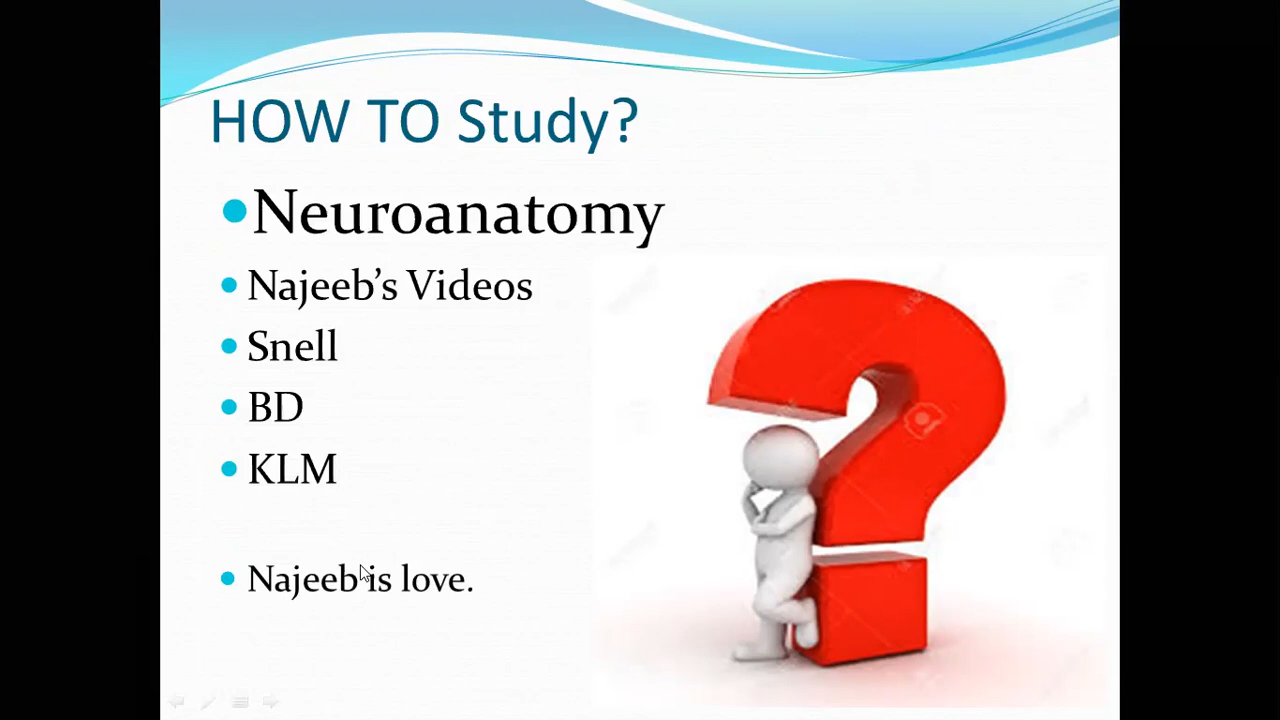 HOW TO Study?
•Neuroanatomy
• Najeeb’s Videos
• Snell
• BD
• KLM
• Najeeb is love.